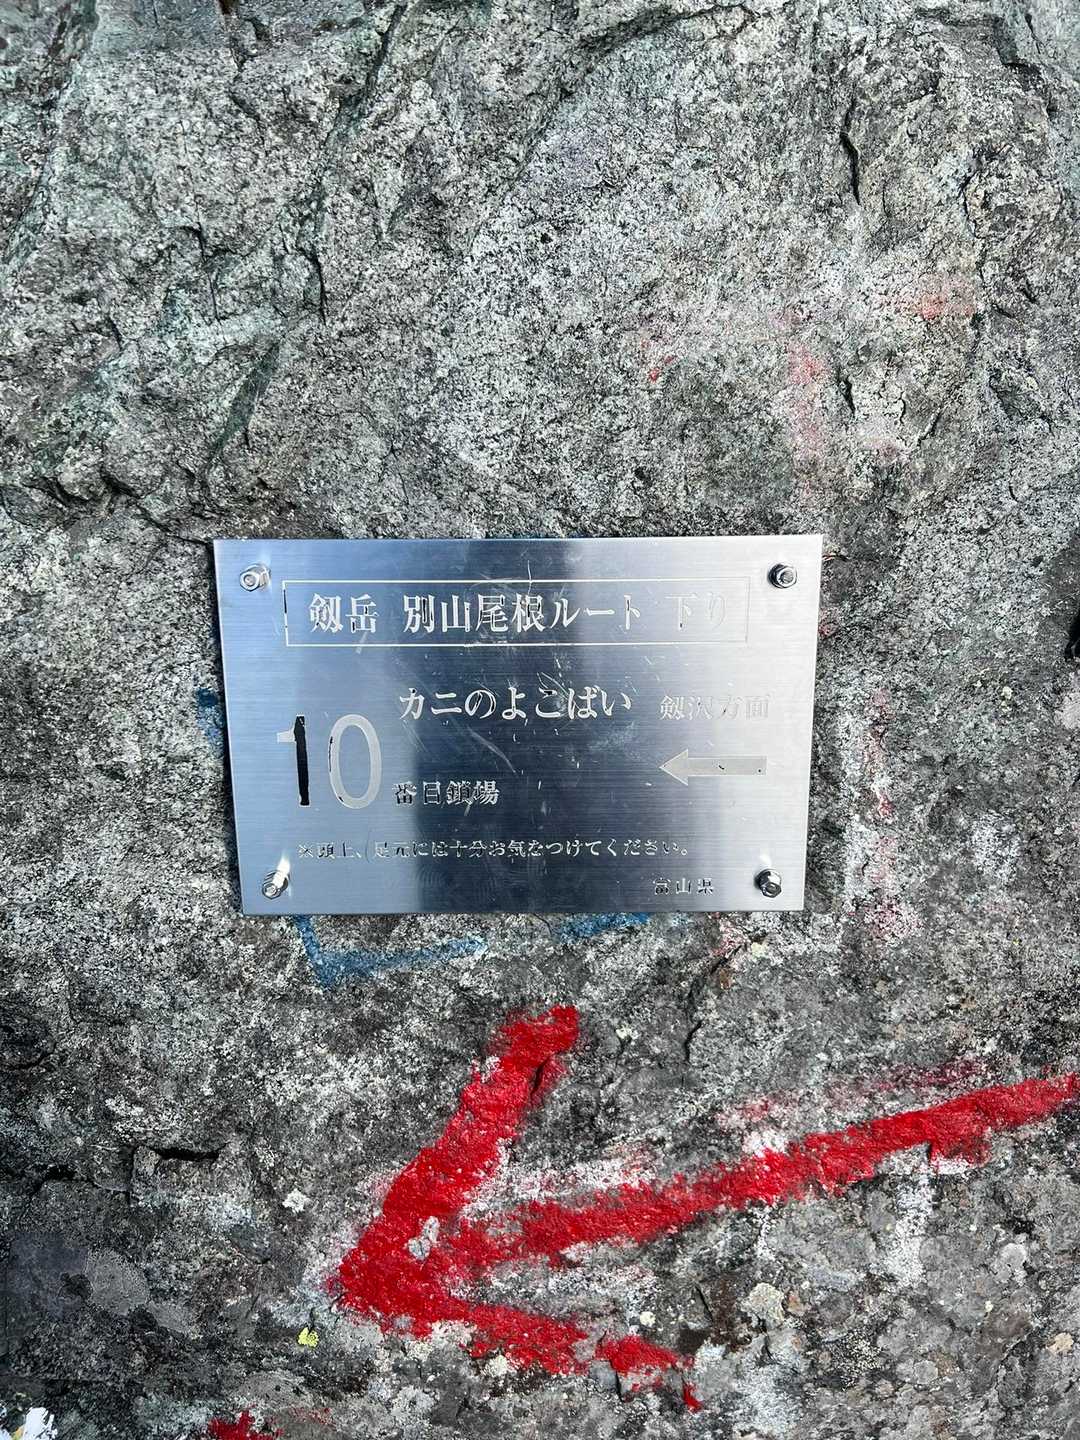 剱岳 別山尾根ルート 下り
カニのよこばい 剱沢方面
10番目鎖場
※頭上、足元には十分お気をつけてください。
富山県